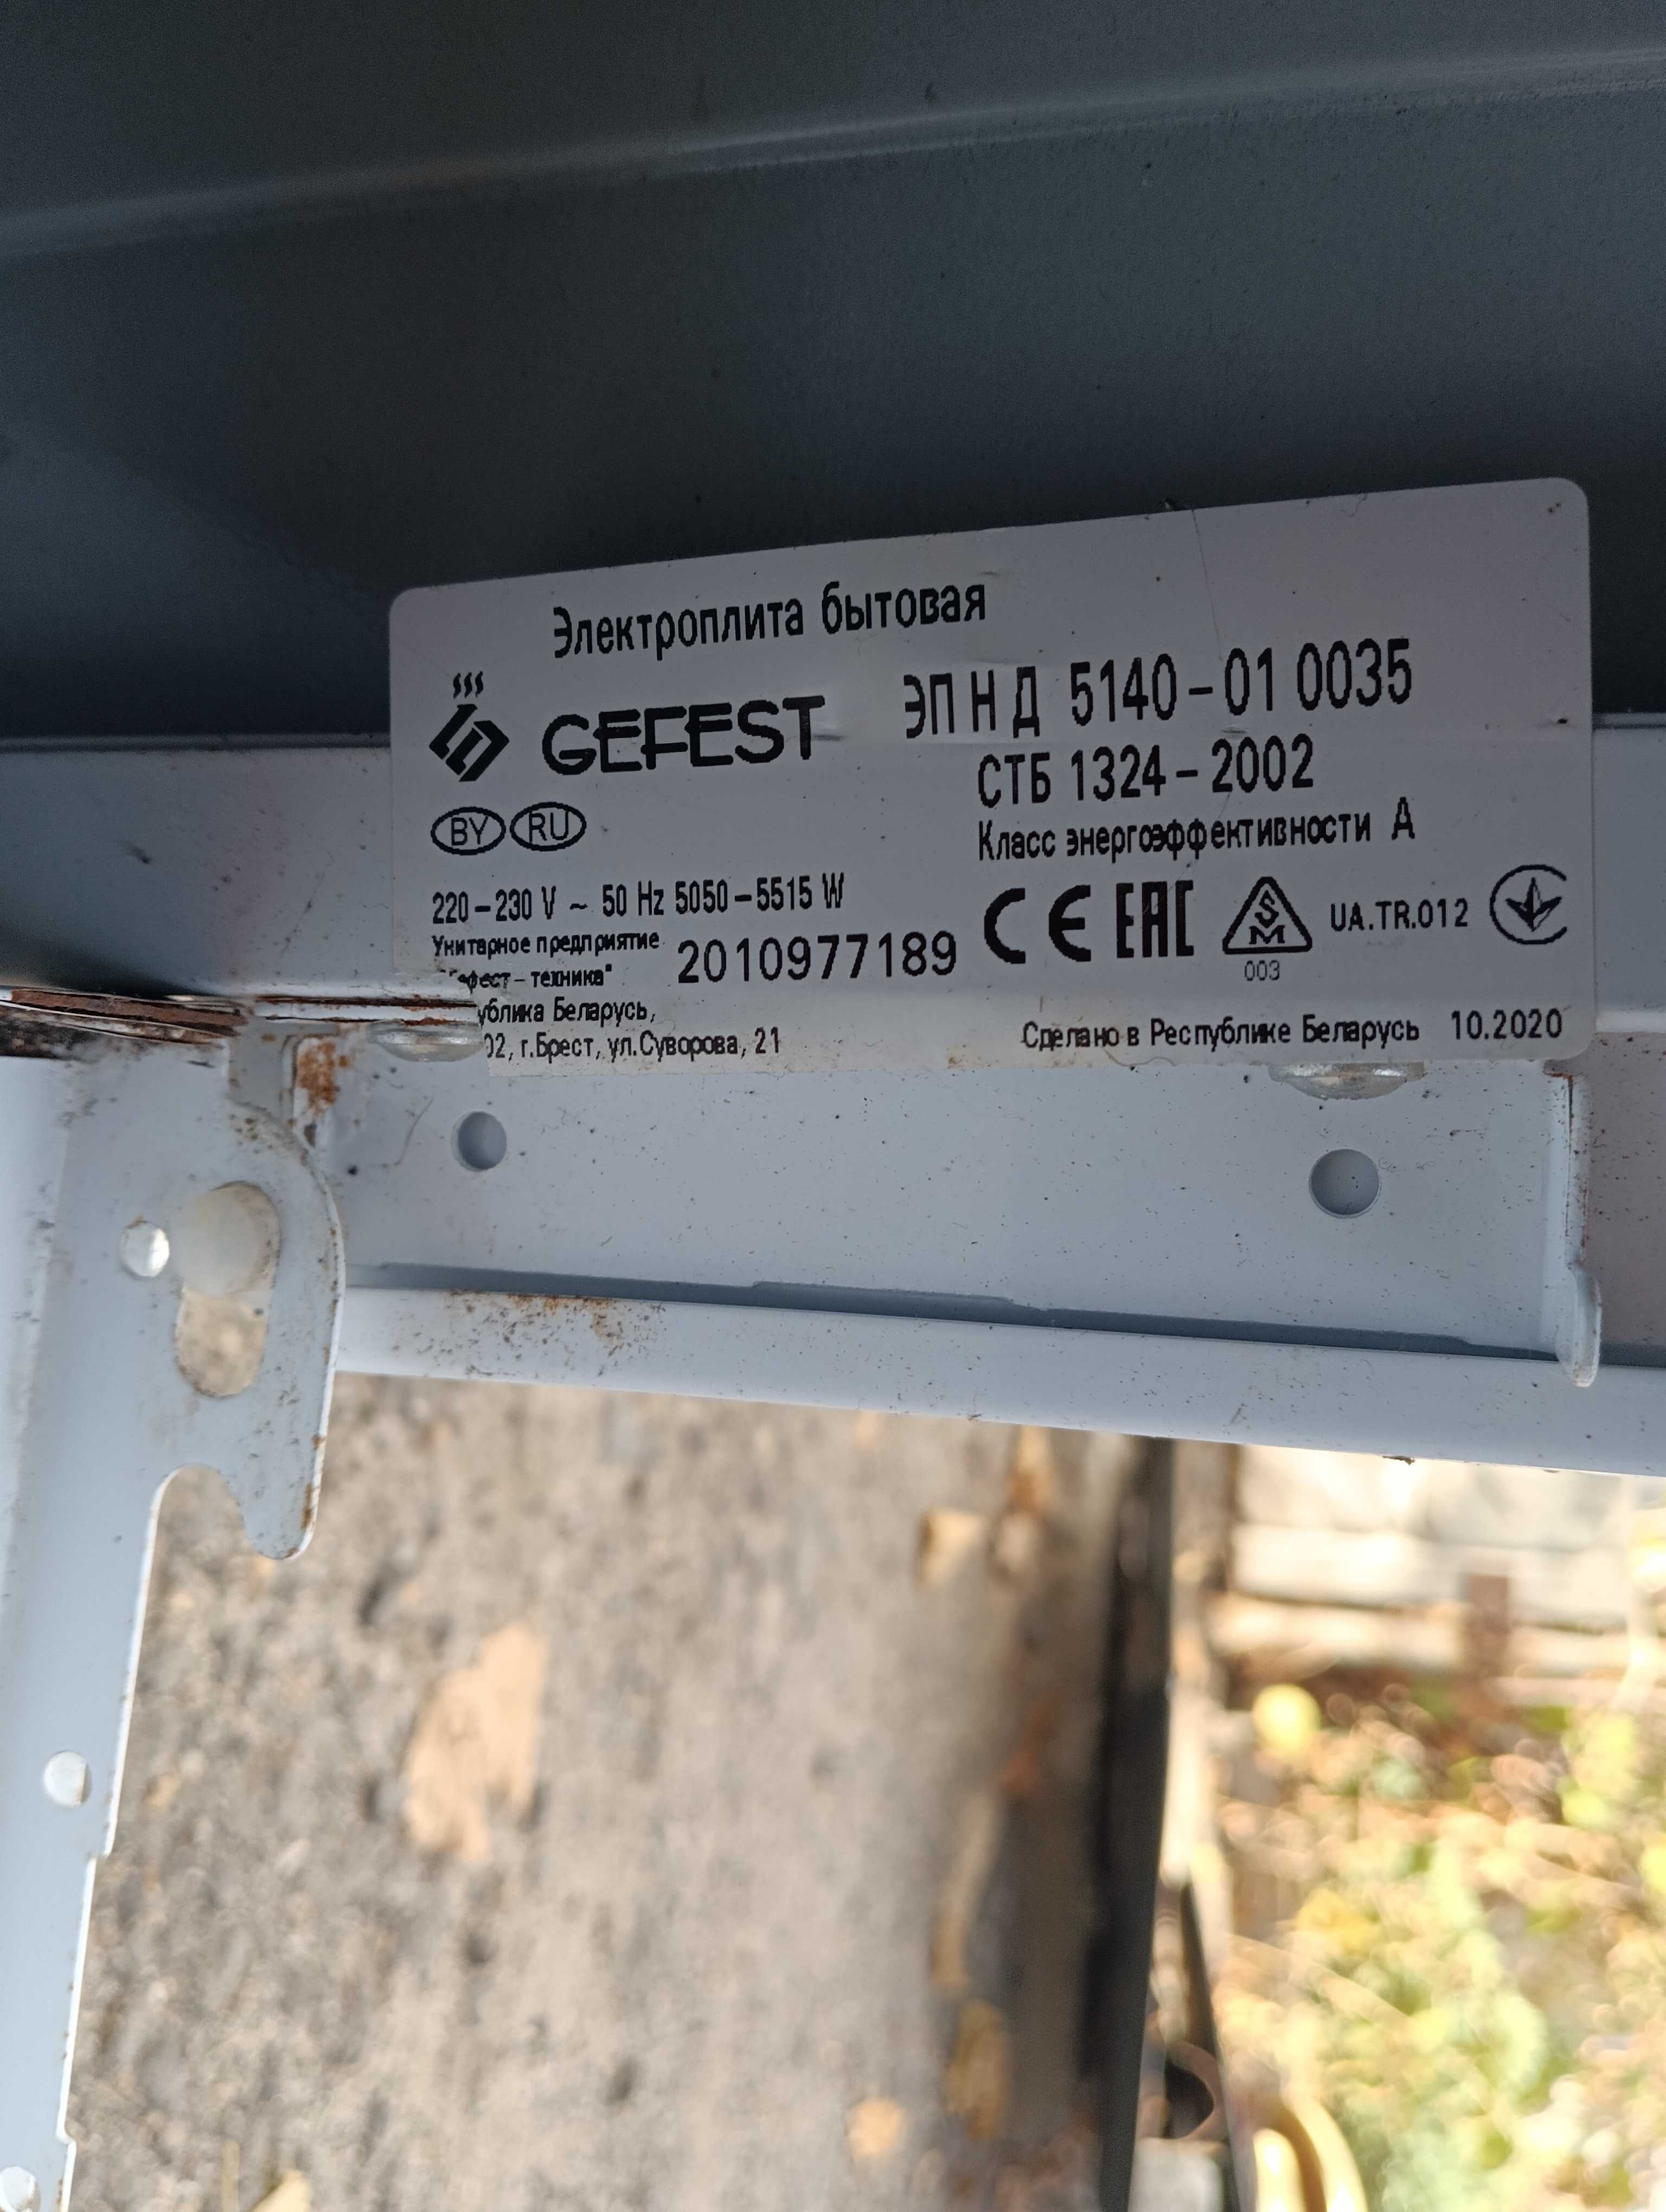 Электроплита бытовая
GEFEST
ЭП Н Д 5140-01 0035
СТБ 1324-2002
BY RU
Класс энергоэффективности А
220-230 V ~ 50 Hz 5050-5515 W
CE EAC SM 003 UA.TR.012
Унитарное предприятие
2010977189
"Гефест-техника"
Беларусь,
г.Брест, ул.Суворова, 21
Сделано в Республике Беларусь 10.2020